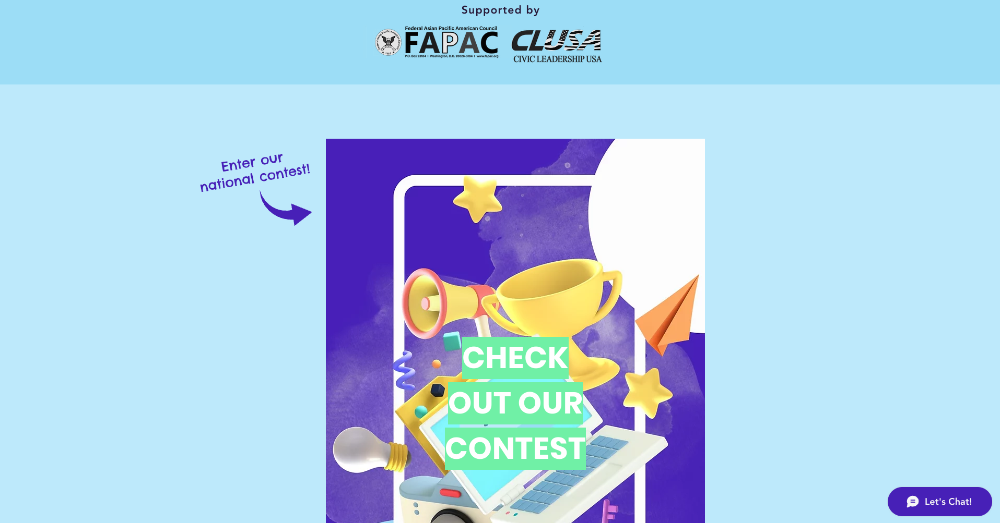 Supported by
Federal Asian Pacific American Council
FAPAC
P.O. Box 23184 I Washington, D.C. 20026-3184 I www.fapac.org
CLUSA
CIVIC LEADERSHIP USA
Enter our
national contest!
CHECK
OUT OUR
CONTEST
Let's Chat!